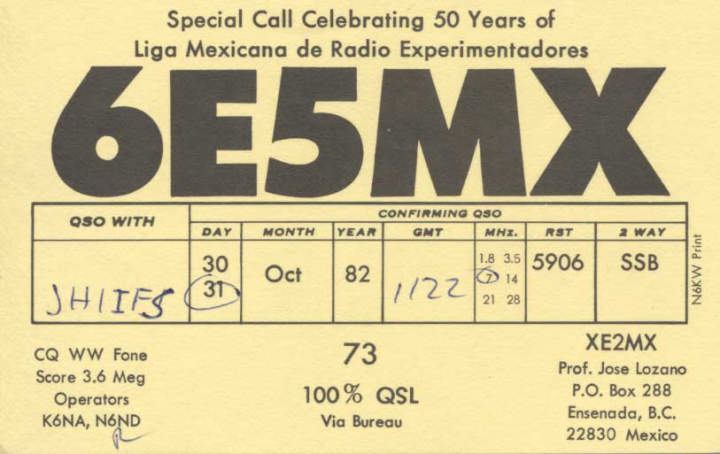 Special Call Celebrating 50 Years of
Liga Mexicana de Radio Experimentadores
6E5MX
QSO WITH
CONFIRMING QSO
DAY MONTH YEAR GMT MHz. RST 2 WAY
JH1IFS
30
31
Oct
82
1122
1.8 3.5
7 14
21 28
5906
SSB
N6KW Print
CQ WW Fone
Score 3.6 Meg
Operators
K6NA, N6ND
73
100% QSL
Via Bureau
XE2MX
Prof. Jose Lozano
P.O. Box 288
Ensenada, B.C.
22830 Mexico